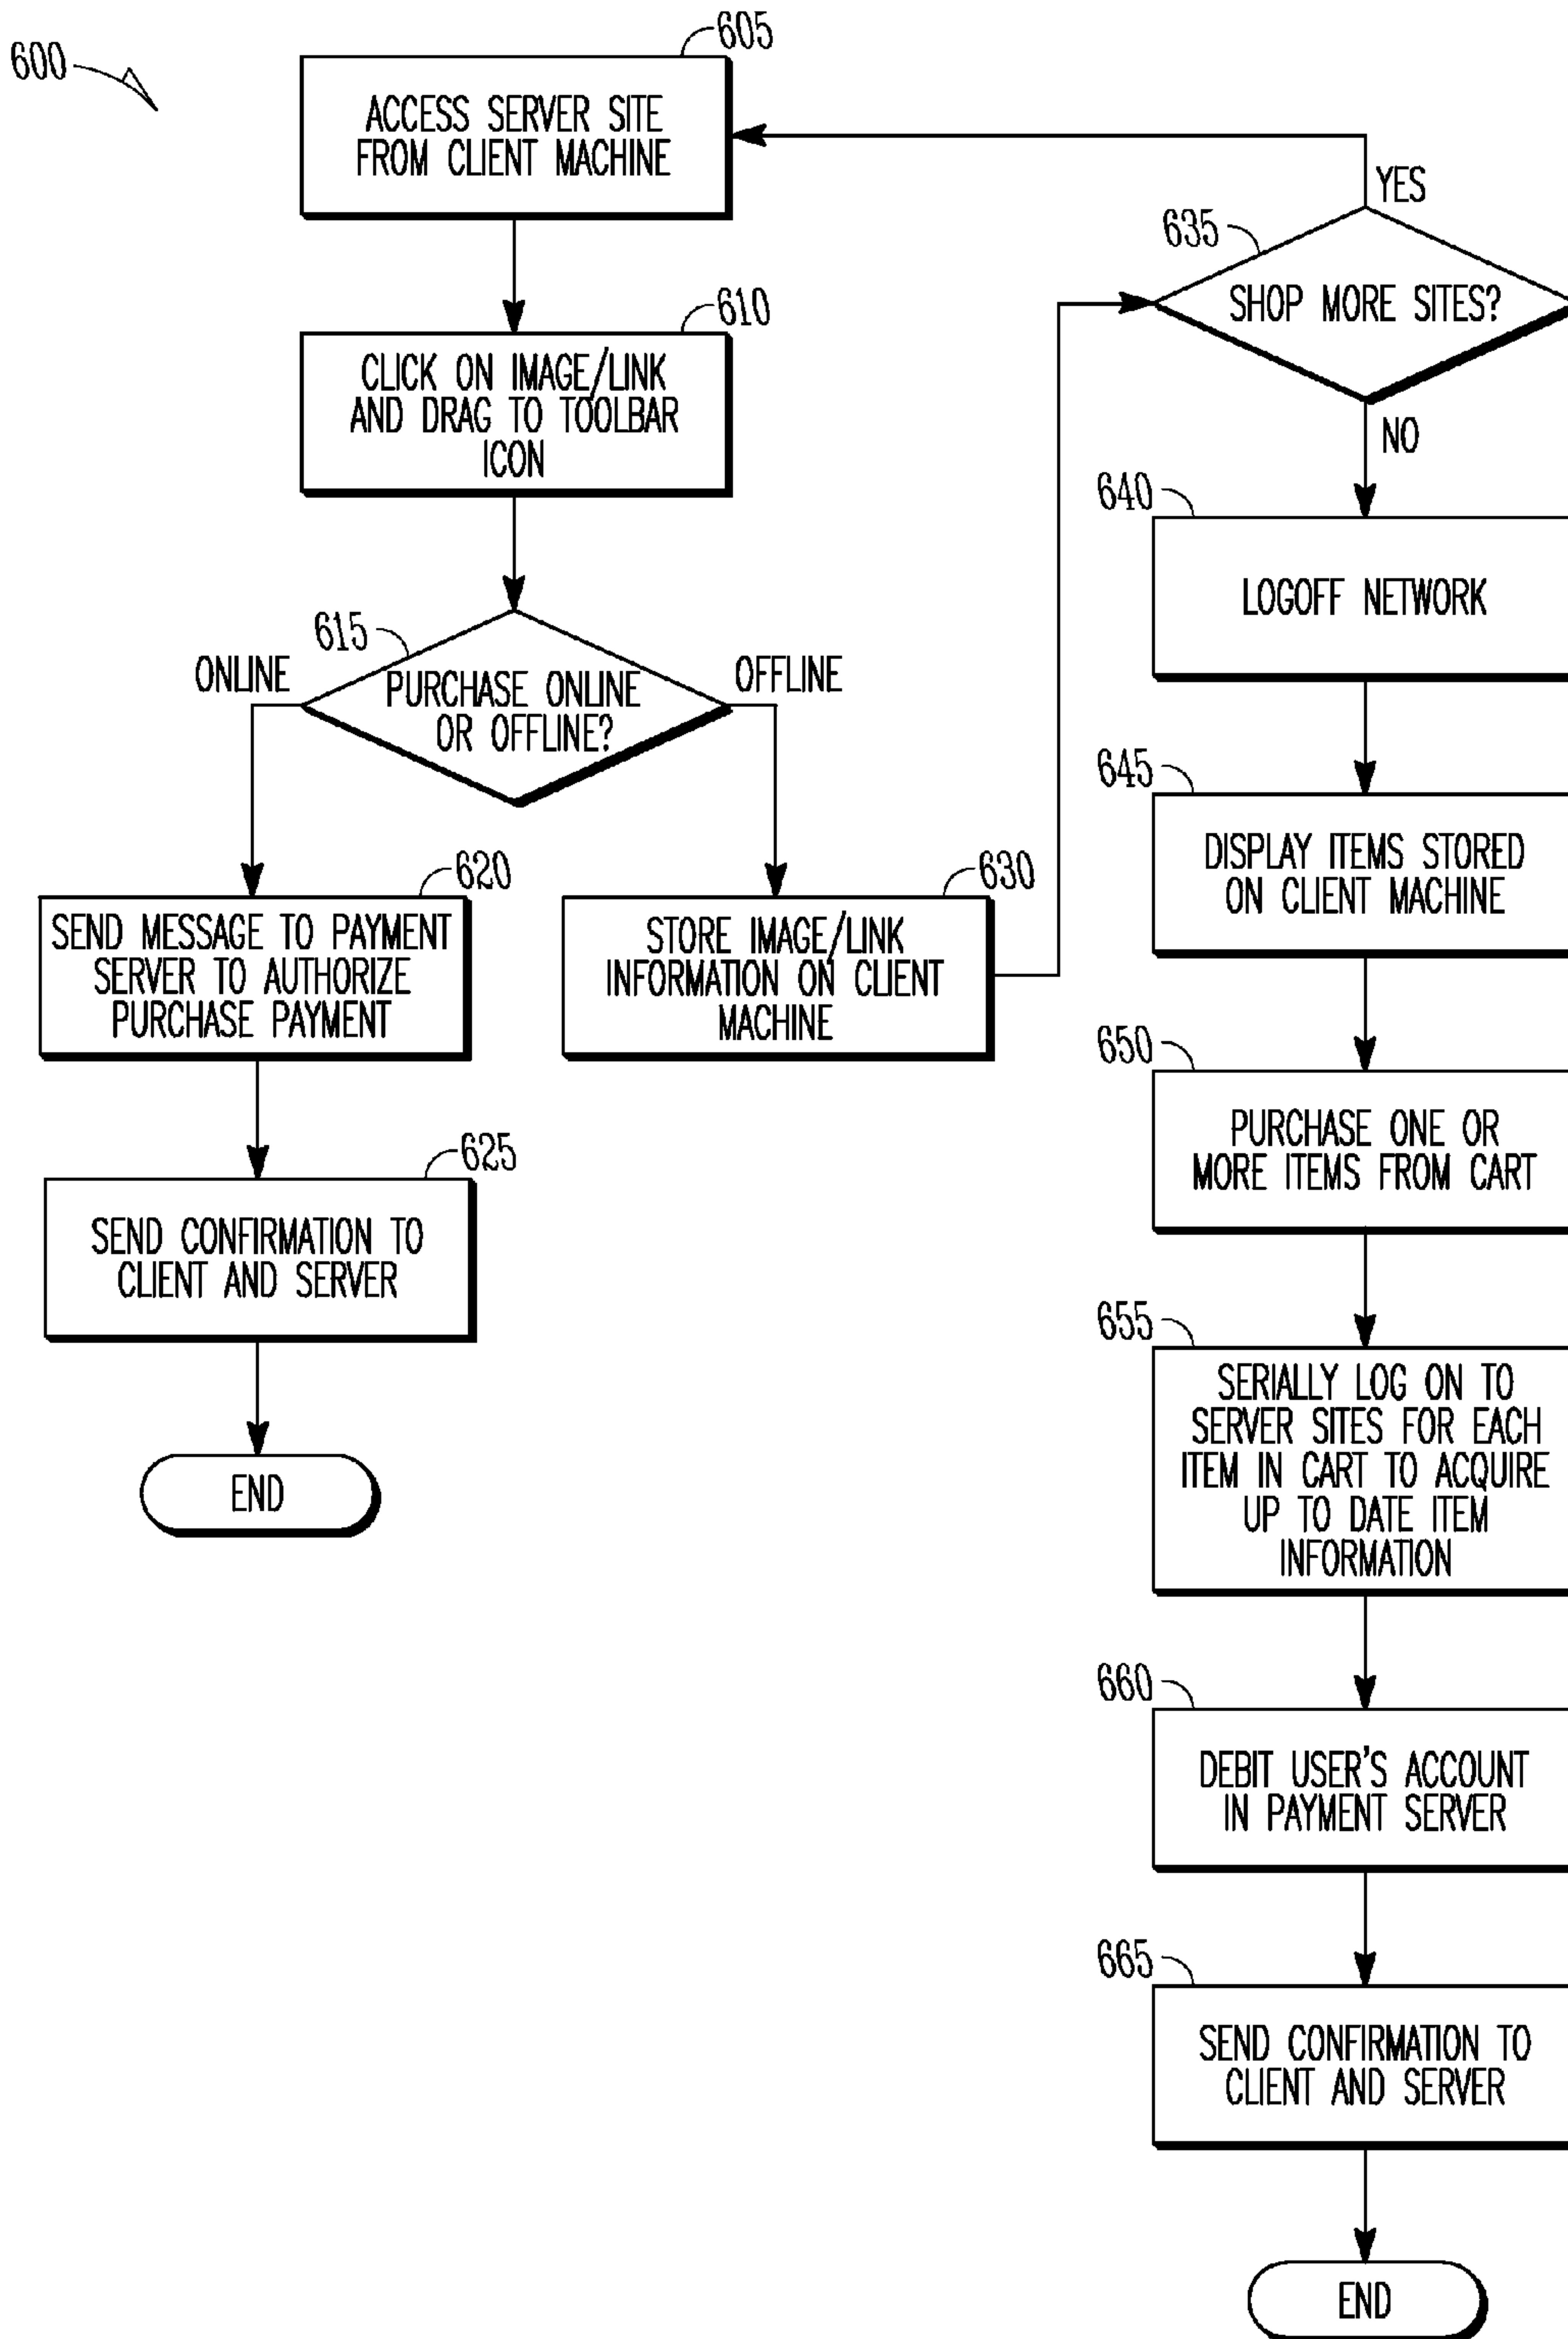 600
605
ACCESS SERVER SITE
FROM CLIENT MACHINE
610
CLICK ON IMAGE/LINK
AND DRAG TO TOOLBAR
ICON
615
PURCHASE ONLINE
OR OFFLINE?
ONLINE
OFFLINE
620
SEND MESSAGE TO PAYMENT
SERVER TO AUTHORIZE
PURCHASE PAYMENT
625
SEND CONFIRMATION TO
CLIENT AND SERVER
END
630
STORE IMAGE/LINK
INFORMATION ON CLIENT
MACHINE
635
SHOP MORE SITES?
YES
NO
640
LOGOFF NETWORK
645
DISPLAY ITEMS STORED
ON CLIENT MACHINE
650
PURCHASE ONE OR
MORE ITEMS FROM CART
655
SERIALLY LOG ON TO
SERVER SITES FOR EACH
ITEM IN CART TO ACQUIRE
UP TO DATE ITEM
INFORMATION
660
DEBIT USER'S ACCOUNT
IN PAYMENT SERVER
665
SEND CONFIRMATION TO
CLIENT AND SERVER
END